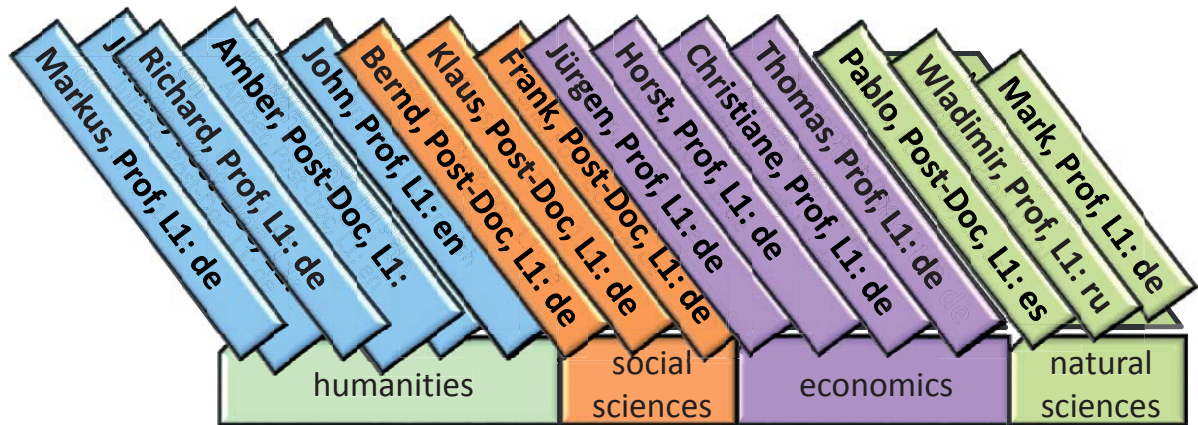 Markus, Prof, L1: de
Richard, Prof, L1: de
Amber, Post-Doc, L1:
John, Prof, L1: en
Bernd, Post-Doc, L1: de
Klaus, Post-Doc, L1: de
Frank, Post-Doc, L1: de
Jürgen, Prof, L1: de
Horst, Prof, L1: de
Christiane, Prof, L1: de
Thomas, Prof, L1: de
Pablo, Post-Doc, L1: es
Wladimir, Prof, L1: ru
Mark, Prof, L1: de
humanities
social
sciences
economics
natural
sciences